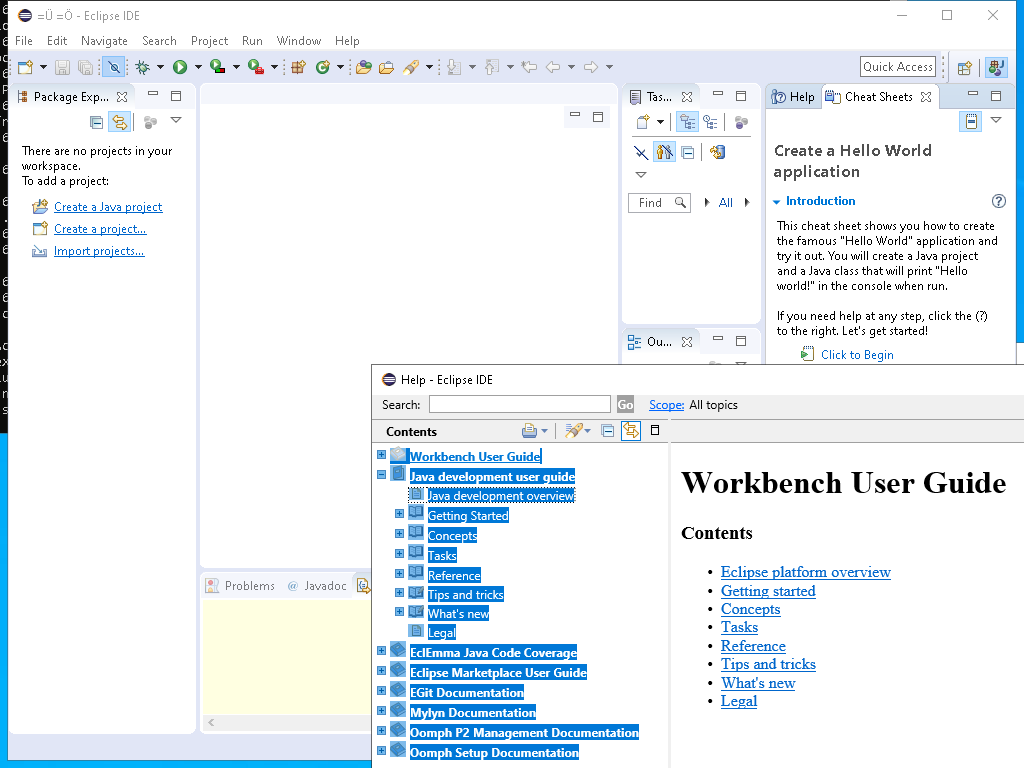 =Ü =Ö - Eclipse IDE
File Edit Navigate Search Project Run Window Help
Quick Access
Package Exp...
There are no projects in your
workspace.
To add a project:
Create a Java project
Create a project...
Import projects...
Tas...
Find
All
Ou...
Help
Cheat Sheets
Create a Hello World
application
Introduction
This cheat sheet shows you how to create
the famous "Hello World" application and
try it out. You will create a Java project
and a Java class that will print "Hello
world!" in the console when run.
If you need help at any step, click the (?)
to the right. Let's get started!
Click to Begin
Problems @ Javadoc
Help - Eclipse IDE
Search: Go Scope: All topics
Contents
Workbench User Guide
Java development user guide
Java development overview
Getting Started
Concepts
Tasks
Reference
Tips and tricks
What's new
Legal
EclEmma Java Code Coverage
Eclipse Marketplace User Guide
EGit Documentation
Mylyn Documentation
Oomph P2 Management Documentation
Oomph Setup Documentation
Workbench User Guide
Contents
• Eclipse platform overview
• Getting started
• Concepts
• Tasks
• Reference
• Tips and tricks
• What's new
• Legal